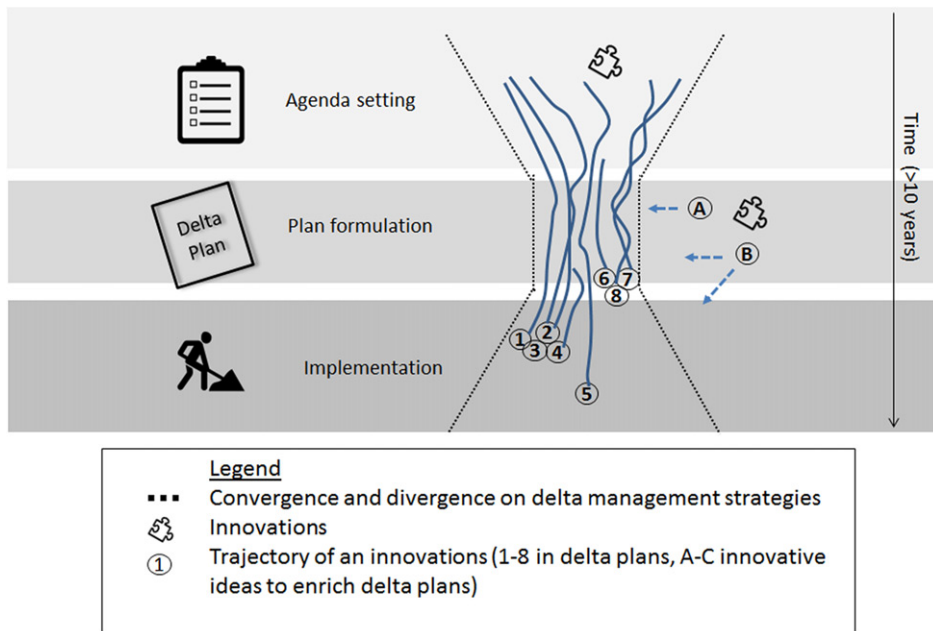 Agenda setting
Time (>10 years)
Delta
Plan
Plan formulation
A
B
6 7
8
Implementation
1 2
3 4
5
Legend
Convergence and divergence on delta management strategies
Innovations
1 Trajectory of an innovations (1-8 in delta plans, A-C innovative
ideas to enrich delta plans)